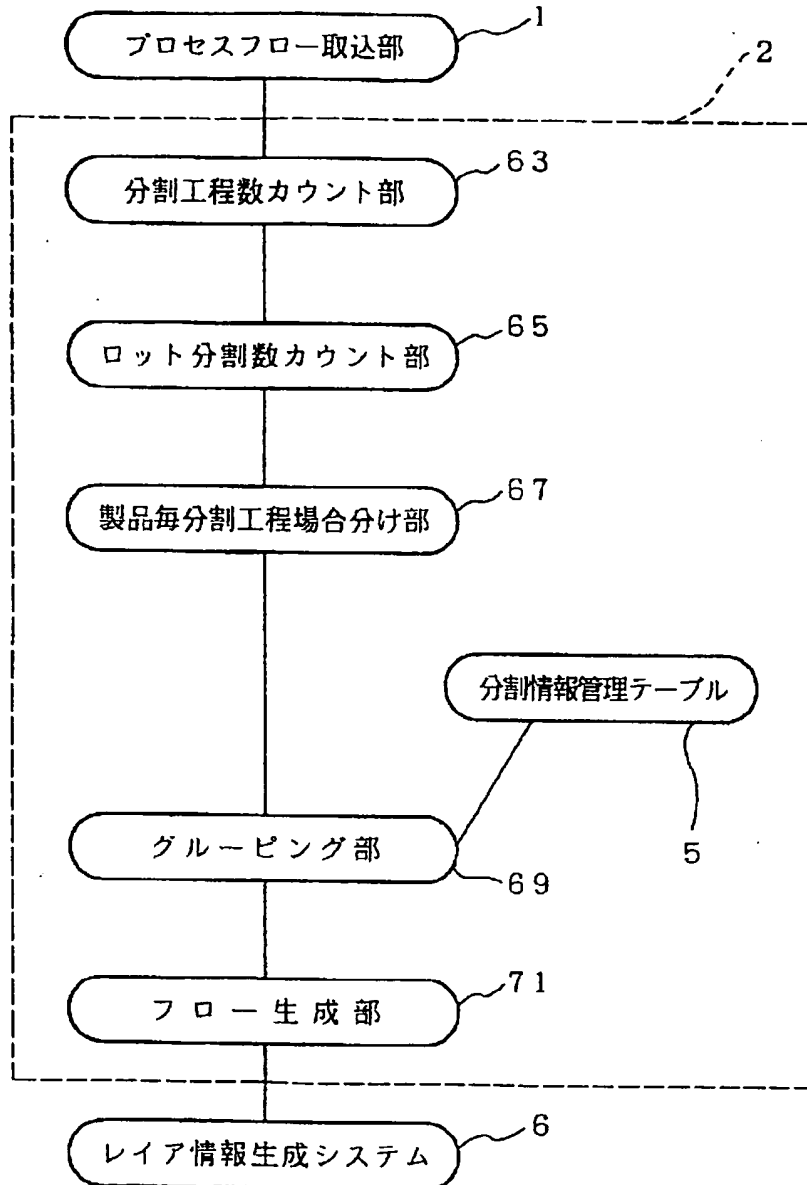 プロセスフロー取込部
1
2
分割工程数カウント部
63
ロット分割数カウント部
65
製品毎分割工程場合分け部
67
分割情報管理テーブル
5
グルーピング部
69
フロー生成部
71
レイア情報生成システム
6